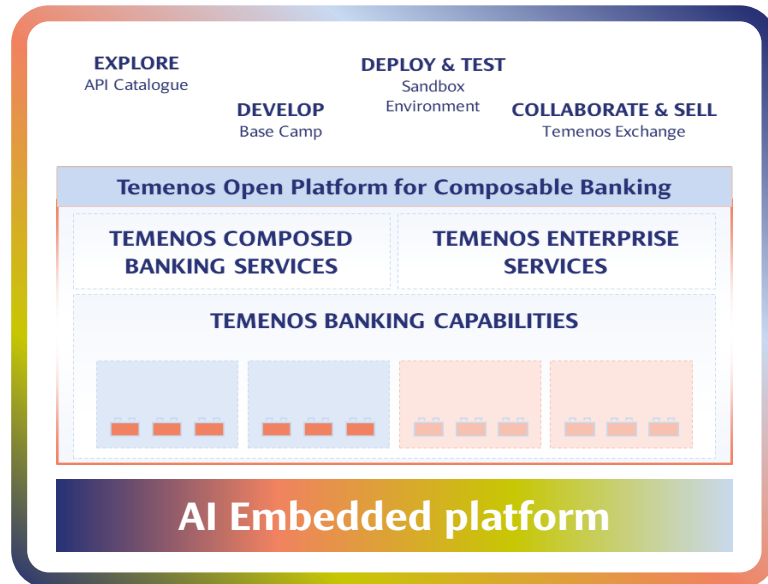 EXPLORE
API Catalogue
DEVELOP
Base Camp
DEPLOY & TEST
Sandbox
Environment
COLLABORATE & SELL
Temenos Exchange
Temenos Open Platform for Composable Banking
TEMENOS COMPOSED
BANKING SERVICES
TEMENOS ENTERPRISE
SERVICES
TEMENOS BANKING CAPABILITIES
AI Embedded platform